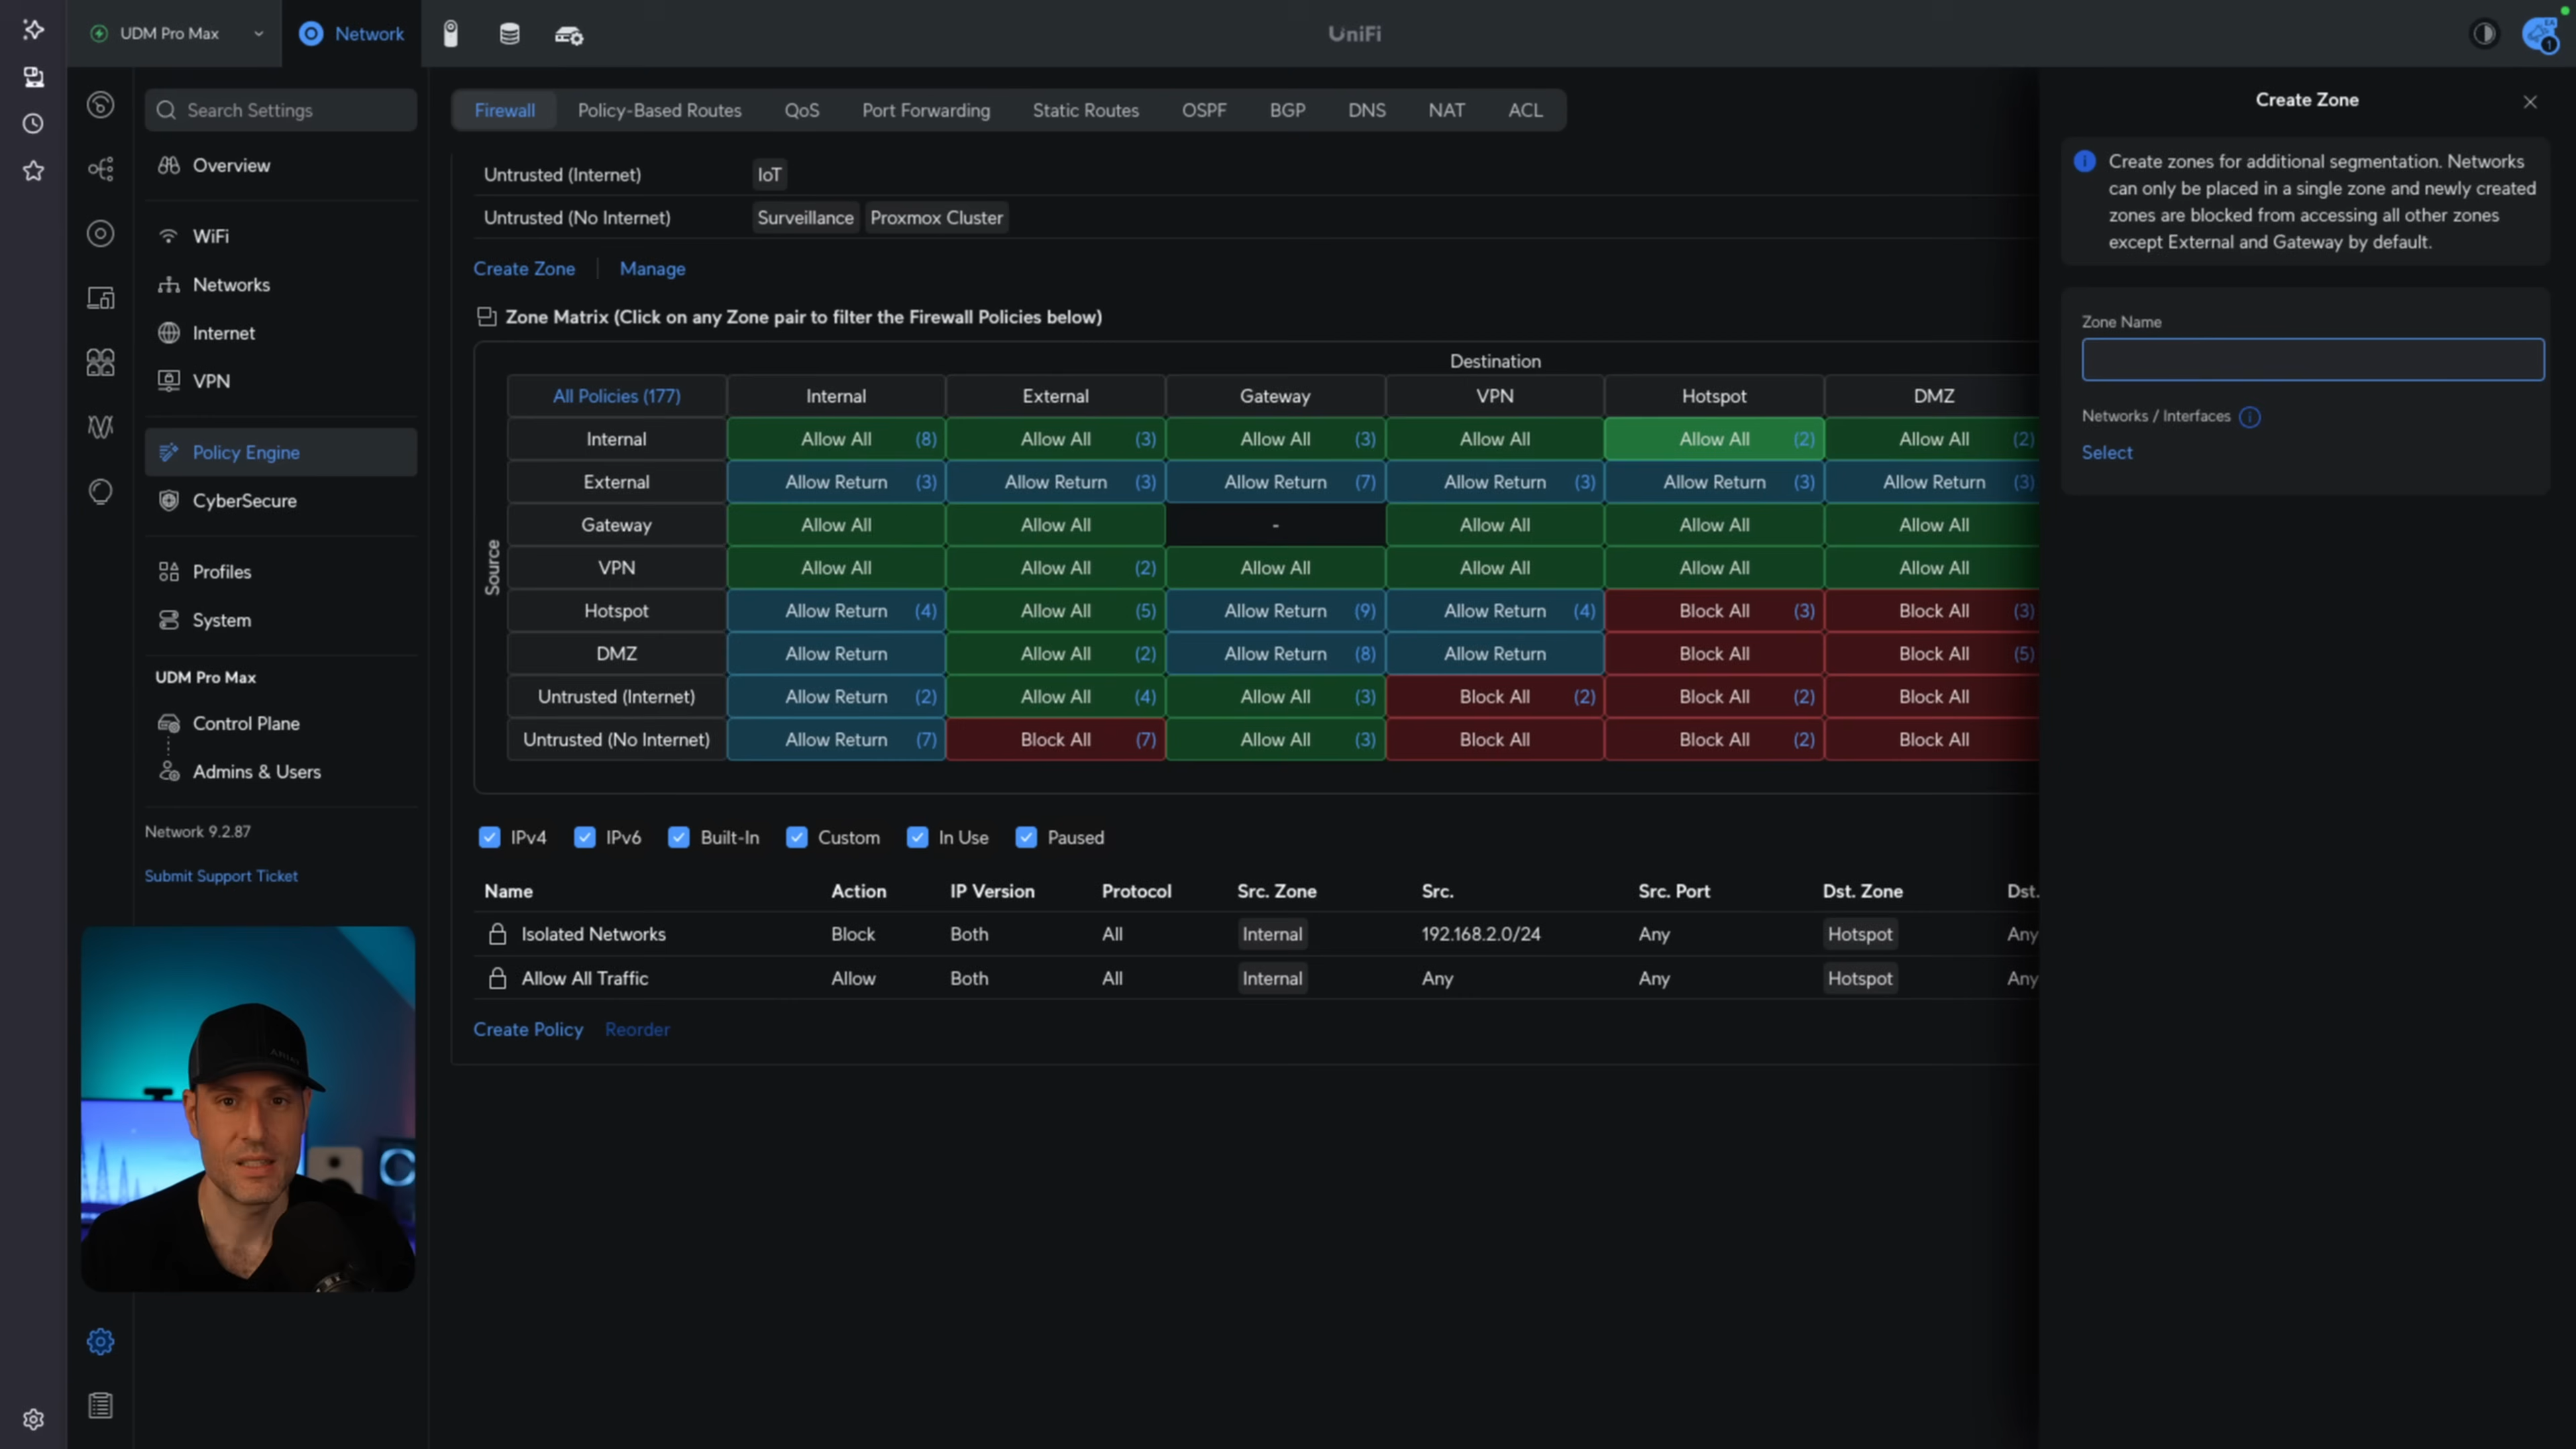 UDM Pro Max
Network
UniFi
Search Settings
Overview
WiFi
Networks
Internet
VPN
Policy Engine
CyberSecure
Profiles
System
UDM Pro Max
Control Plane
Admins & Users
Network 9.2.87
Submit Support Ticket
Firewall Policy-Based Routes QoS Port Forwarding Static Routes OSPF BGP DNS NAT ACL
Untrusted (Internet) IoT
Untrusted (No Internet) Surveillance Proxmox Cluster
Create Zone Manage
Zone Matrix (Click on any Zone pair to filter the Firewall Policies below)
Destination
Source
All Policies (177) Internal External Gateway VPN Hotspot DMZ
Internal Allow All (8) Allow All (3) Allow All (3) Allow All Allow All (2) Allow All (2)
External Allow Return (3) Allow Return (3) Allow Return (7) Allow Return (3) Allow Return (3) Allow Return (3)
Gateway Allow All Allow All - Allow All Allow All Allow All
VPN Allow All Allow All (2) Allow All Allow All Allow All Allow All
Hotspot Allow Return (4) Allow All (5) Allow Return (9) Allow Return (4) Block All (3) Block All (3)
DMZ Allow Return Allow All (2) Allow Return (8) Allow Return Block All Block All (5)
Untrusted (Internet) Allow Return (2) Allow All (4) Allow All (3) Block All (2) Block All (2) Block All
Untrusted (No Internet) Allow Return (7) Block All (7) Allow All (3) Block All Block All (2) Block All
IPv4 IPv6 Built-In Custom In Use Paused
Name Action IP Version Protocol Src. Zone Src. Src. Port Dst. Zone Dst.
Isolated Networks Block Both All Internal 192.168.2.0/24 Any Hotspot Any
Allow All Traffic Allow Both All Internal Any Any Hotspot Any
Create Policy Reorder
Create Zone
Create zones for additional segmentation. Networks
can only be placed in a single zone and newly created
zones are blocked from accessing all other zones
except External and Gateway by default.
Zone Name
Networks / Interfaces
Select